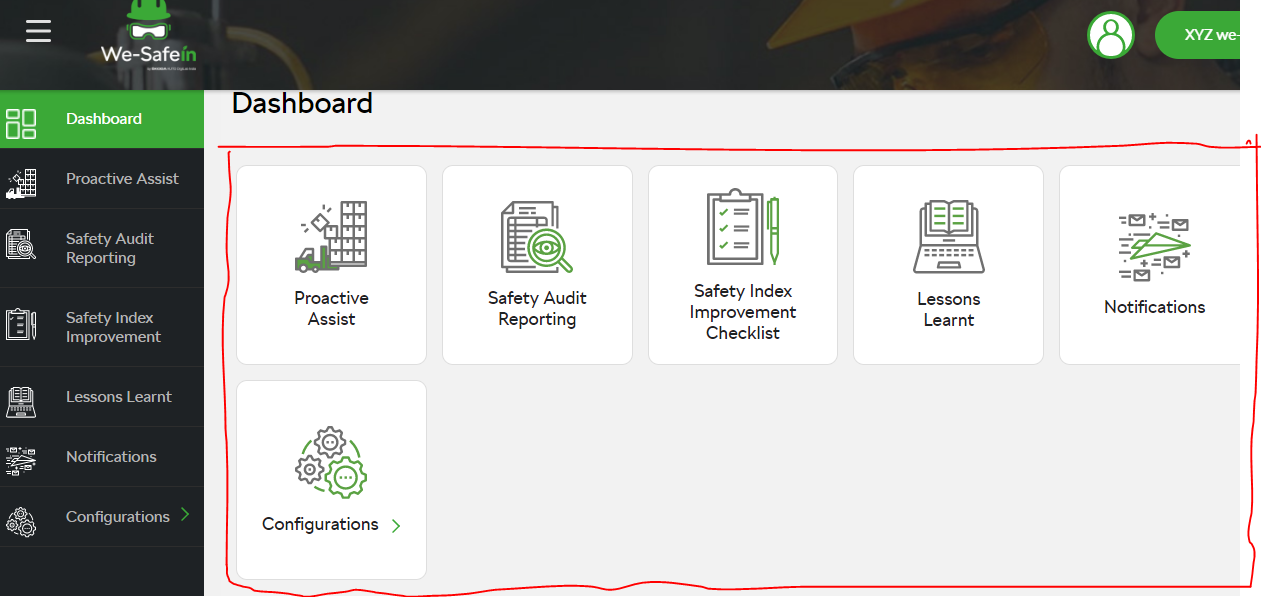 We-Safein
XYZ we-
Dashboard
Dashboard
Proactive Assist
Safety Audit
Reporting
Safety Index
Improvement
Lessons Learnt
Notifications
Configurations
Proactive
Assist
Safety Audit
Reporting
Safety Index
Improvement
Checklist
Lessons
Learnt
Notifications
Configurations